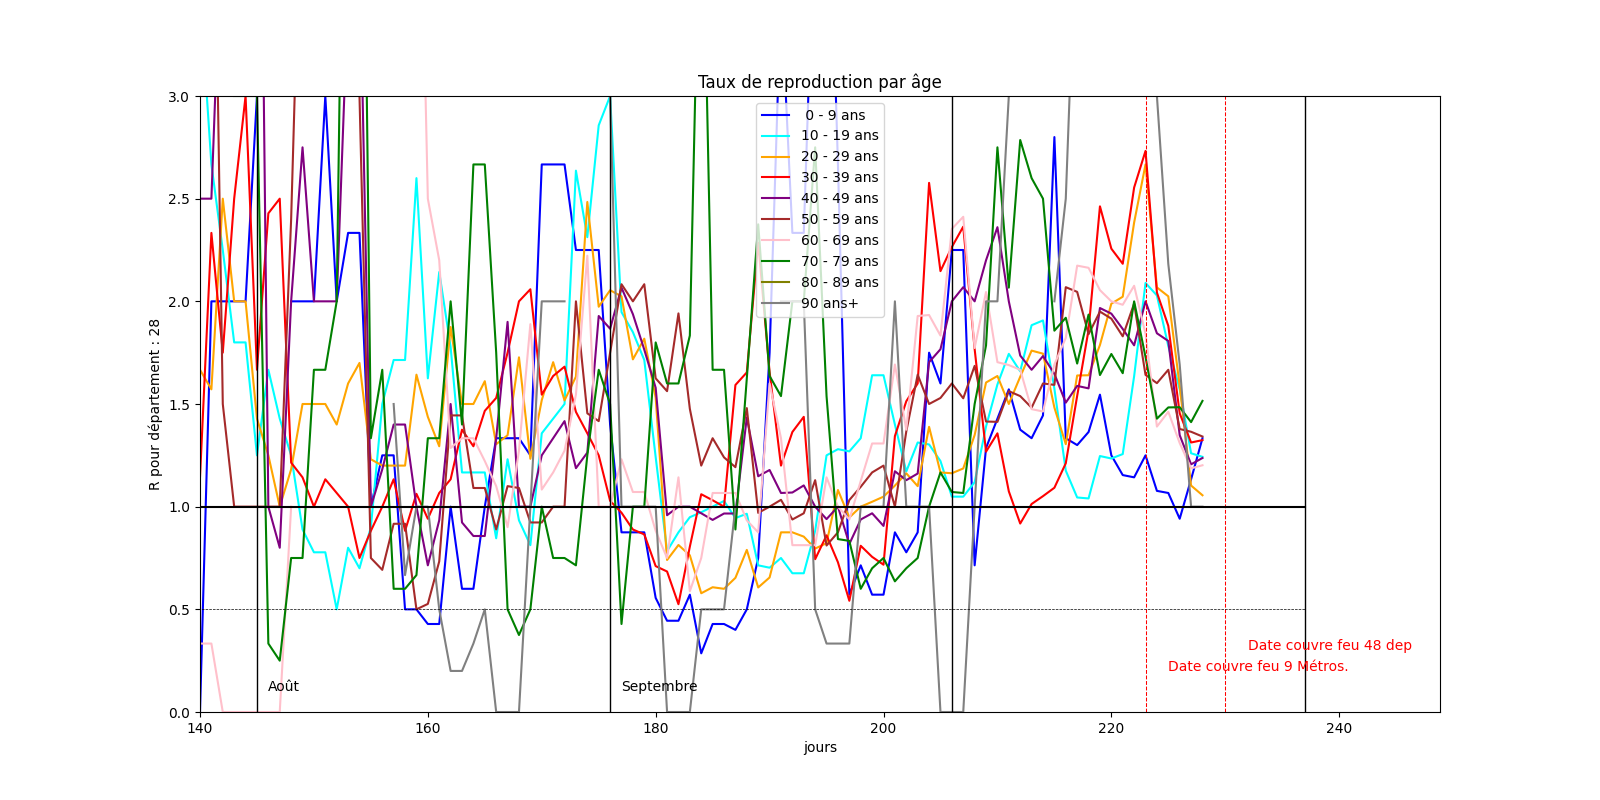 Taux de reproduction par âge
3.0
2.5
2.0
1.5
1.0
0.5
0.0
R pour département : 28
0 - 9 ans
10 - 19 ans
20 - 29 ans
30 - 39 ans
40 - 49 ans
50 - 59 ans
60 - 69 ans
70 - 79 ans
80 - 89 ans
90 ans+
Date couvre feu 48 dep
Date couvre feu 9 Métros.
Août
Septembre
140
160
180
200
220
240
jours